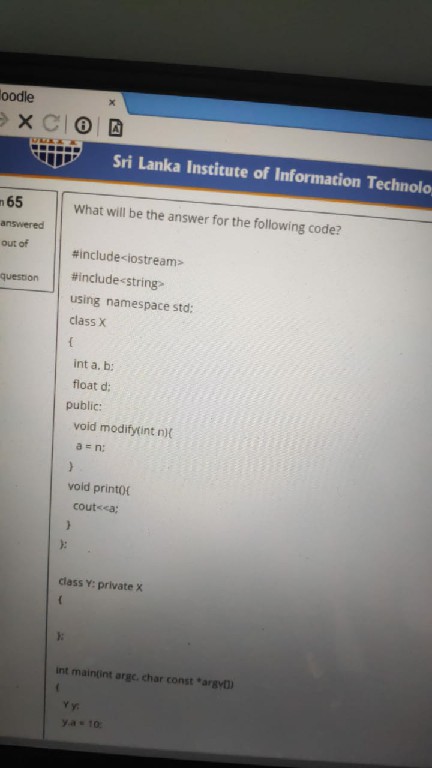 oodle
Sri Lanka Institute of Information Technolo
65
answered
out of
question
What will be the answer for the following code?
#include<iostream>
#include<string>
using namespace std;
class X
{
int a, b;
float d;
public:
void modify(int n){
a = n;
}
void print(){
cout<<a;
}
};
class Y: private X
{
};
int main(int argc, char const *argv[])
{
Y y;
y.a = 10;